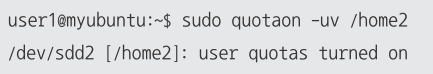 user1@myubuntu:~$ sudo quotaon -uv /home2
/dev/sdd2 [/home2]: user quotas turned on